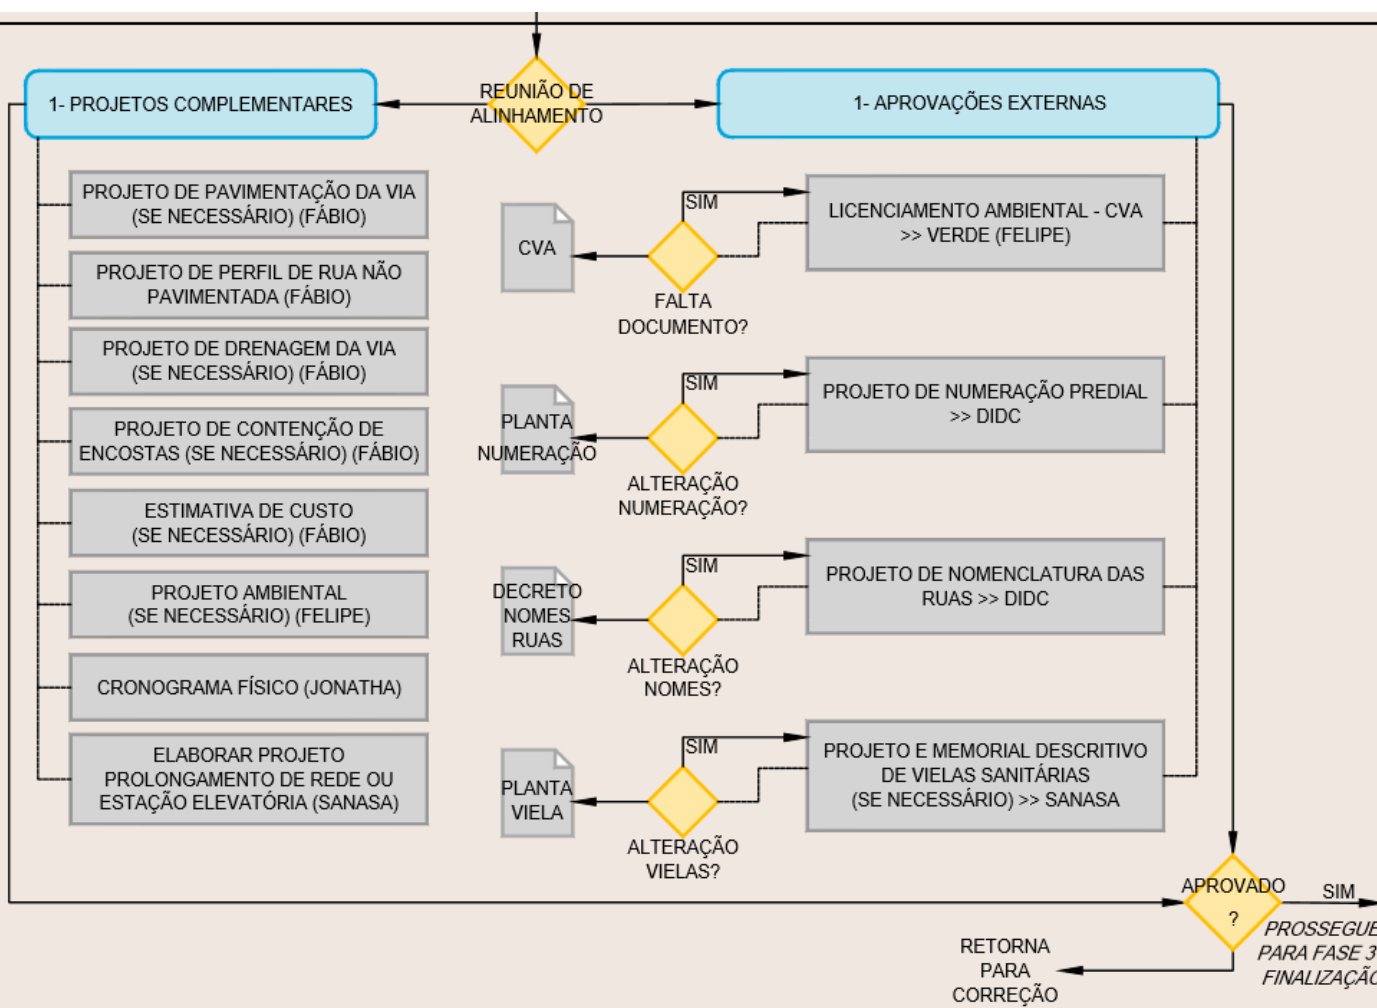 REUNIÃO DE
ALINHAMENTO
1- PROJETOS COMPLEMENTARES
PROJETO DE PAVIMENTAÇÃO DA VIA
(SE NECESSÁRIO) (FÁBIO)
PROJETO DE PERFIL DE RUA NÃO
PAVIMENTADA (FÁBIO)
PROJETO DE DRENAGEM DA VIA
(SE NECESSÁRIO) (FÁBIO)
PROJETO DE CONTENÇÃO DE
ENCOSTAS (SE NECESSÁRIO) (FÁBIO)
ESTIMATIVA DE CUSTO
(SE NECESSÁRIO) (FÁBIO)
PROJETO AMBIENTAL
(SE NECESSÁRIO) (FELIPE)
CRONOGRAMA FÍSICO (JONATHA)
ELABORAR PROJETO
PROLONGAMENTO DE REDE OU
ESTAÇÃO ELEVATÓRIA (SANASA)
1- APROVAÇÕES EXTERNAS
CVA
SIM
FALTA
DOCUMENTO?
LICENCIAMENTO AMBIENTAL - CVA
>> VERDE (FELIPE)
PLANTA
NUMERAÇÃO
SIM
ALTERAÇÃO
NUMERAÇÃO?
PROJETO DE NUMERAÇÃO PREDIAL
>> DIDC
DECRETO
NOMES
RUAS
SIM
ALTERAÇÃO
NOMES?
PROJETO DE NOMENCLATURA DAS
RUAS >> DIDC
PLANTA
VIELA
SIM
ALTERAÇÃO
VIELAS?
PROJETO E MEMORIAL DESCRITIVO
DE VIELAS SANITÁRIAS
(SE NECESSÁRIO) >> SANASA
APROVADO
?
SIM
PROSSEGUE
PARA FASE 3
FINALIZAÇÃO
RETORNA
PARA
CORREÇÃO